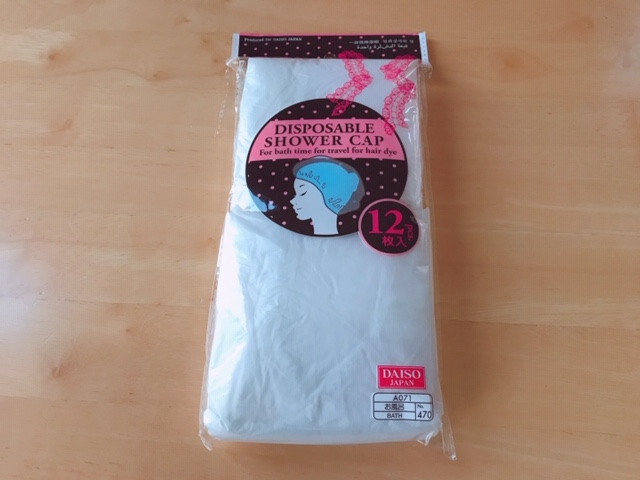 Produced for DAISO JAPAN
DISPOSABLE
SHOWER CAP
For bath time for travel for hair dye
12 pcs.
枚入
DAISO
JAPAN
A071
お風呂
BATH
No.
470